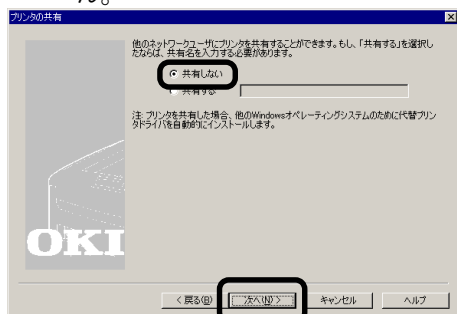 プリンタの共有
他のネットワークユーザにプリンタを共有することができます。もし、「共有する」を選択し
たならば、共有名を入力する必要があります。
共有しない
共有する
注: プリンタを共有した場合、他のWindowsオペレーティングシステムのために代替プリン
タドライバを自動的にインストールします。
OKI
< 戻る(B) 次へ(N) > キャンセル ヘルプ